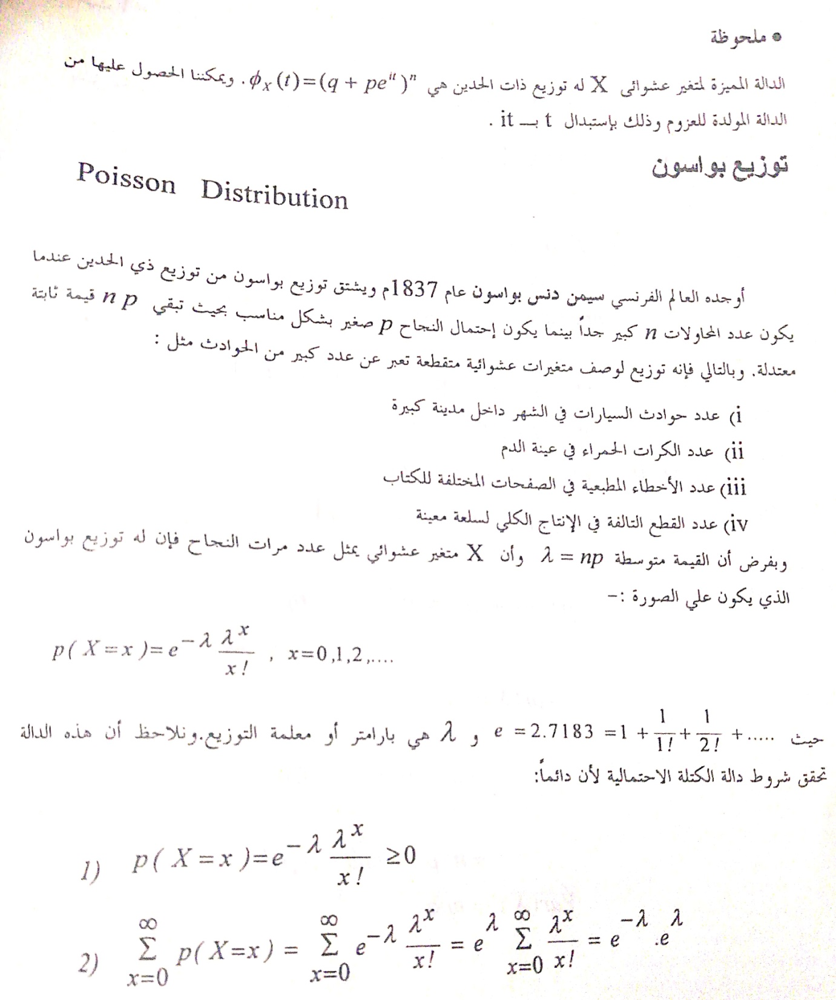 ● ملحوظة
الدالة المميزة لمتغير عشوائى X له توزيع ذات الحدين هي ϕ_X (t)=(q + pe^{it})^n . ويمكننا الحصول عليها من
الدالة المولدة للعزوم وذلك بإستبدال t بــ it .
توزيع بواسون
Poisson Distribution
أوجده العالم الفرنسي سيمن دنس بواسون عام 1837م ويشتق توزيع بواسون من توزيع ذي الحدين عندما
يكون عدد المحاولات n كبير جداً بينما يكون إحتمال النجاح p صغير بشكل مناسب بحيث تبقي n p قيمة ثابتة
معتدلة. وبالتالي فإنه توزيع لوصف متغيرات عشوائية متقطعة تعبر عن عدد كبير من الحوادث مثل :
i) عدد حوادث السيارات في الشهر داخل مدينة كبيرة
ii) عدد الكرات الحمراء في عينة الدم
iii) عدد الأخطاء المطبعية في الصفحات المختلفة للكتاب
iv) عدد القطع التالفة في الإنتاج الكلي لسلعة معينة
وبفرض أن القيمة متوسطة λ = np وأن X متغير عشوائي يمثل عدد مرات النجاح فإن له توزيع بواسون
الذي يكون علي الصورة :-
p( X = x )= e^{-λ} λ^x / x! , x=0,1,2,....
حيث e = 2.7183 =1 + 1/1! + 1/2! + ..... و λ هي بارامتر أو معلمة التوزيع.ونلاحظ أن هذه الدالة
تحقق شروط دالة الكتلة الاحتمالية لأن دائماً:
1) p( X = x )=e^{-λ} λ^x / x! ≥0
2) ∑_{x=0}^{∞} p( X=x ) = ∑_{x=0}^{∞} e^{-λ} λ^x / x! = e^{λ} ∑_{x=0}^{∞} λ^x / x! = e^{-λ} .e^{λ}